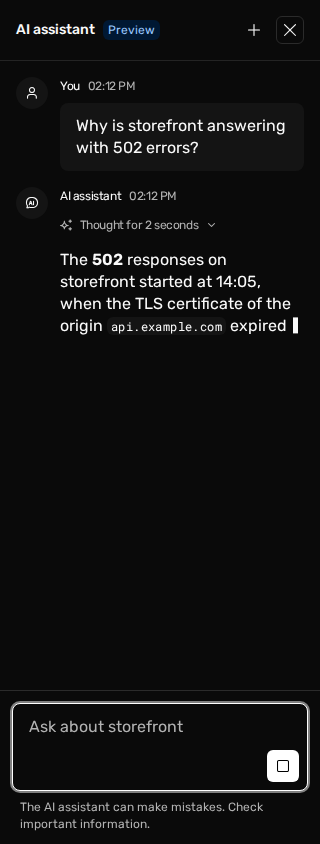 AI assistant Preview
You 02:12 PM
Why is storefront answering
with 502 errors?
AI
AI assistant 02:12 PM
Thought for 2 seconds
The 502 responses on
storefront started at 14:05,
when the TLS certificate of the
origin api.example.com expired
Ask about storefront
The AI assistant can make mistakes. Check
important information.